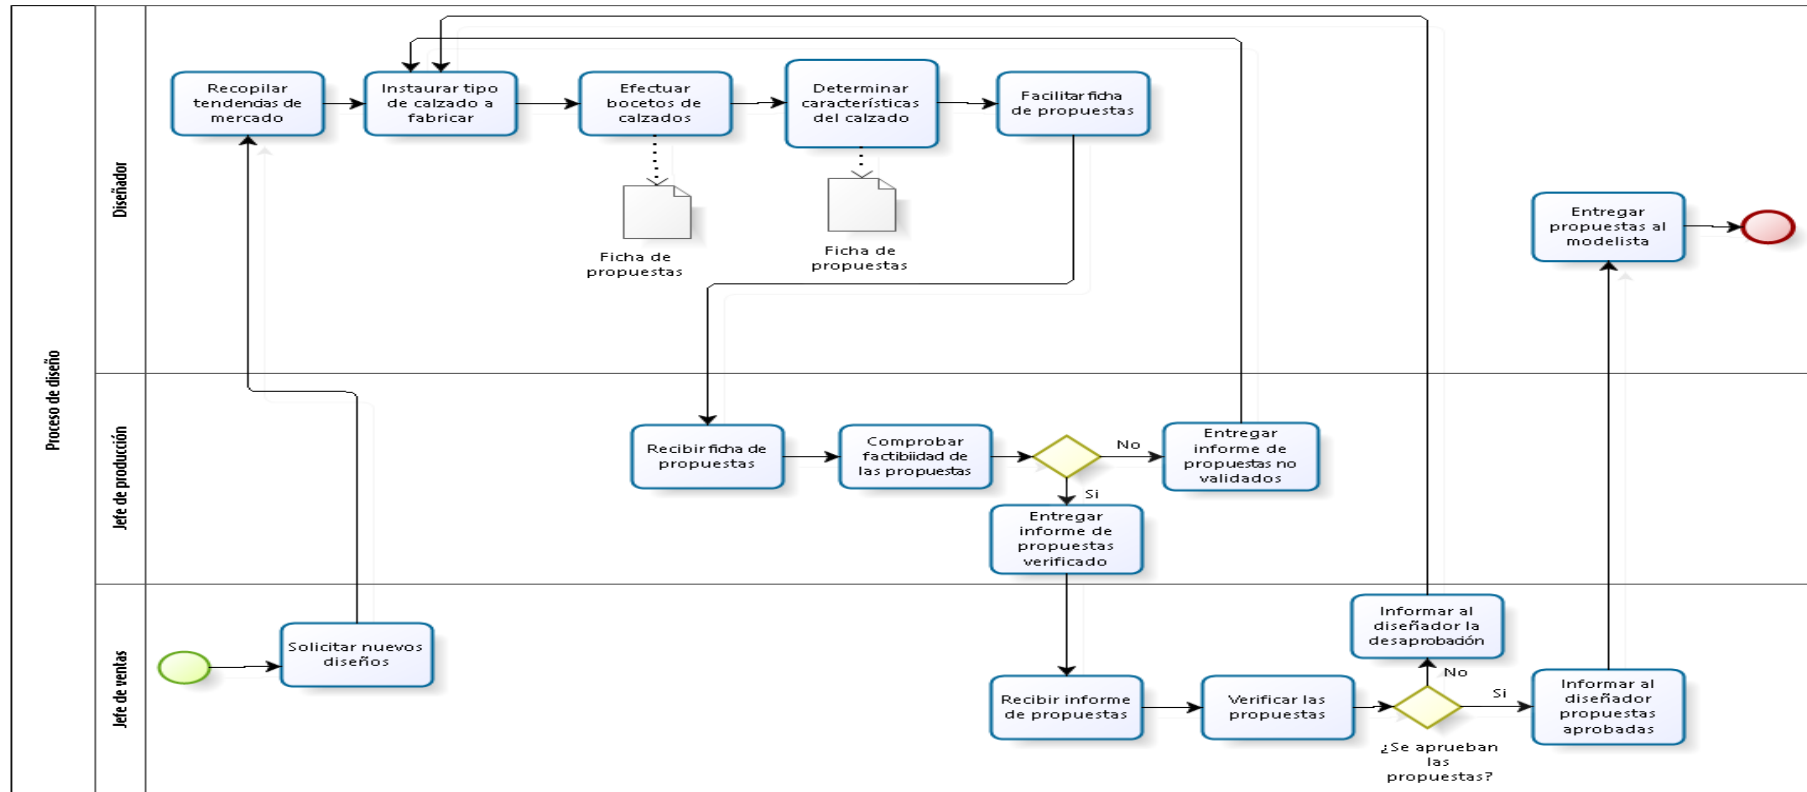 Proceso de diseño
Diseñador
Recopilar
tendencias de
mercado
Instaurar tipo
de calzado a
fabricar
Efectuar
bocetos de
calzados
Determinar
características
del calzado
Facilitar ficha
de propuestas
Ficha de
propuestas
Ficha de
propuestas
Entregar
propuestas al
modelista
Jefe de producción
Recibir ficha de
propuestas
Comprobar
factibiidad de
las propuestas
No
Entregar
informe de
propuestas no
validados
Si
Entregar
informe de
propuestas
verificado
Jefe de ventas
Solicitar nuevos
diseños
Recibir informe
de propuestas
Verificar las
propuestas
Informar al
diseñador la
desaprobación
No
Si
¿Se aprueban
las
propuestas?
Informar al
diseñador
propuestas
aprobadas